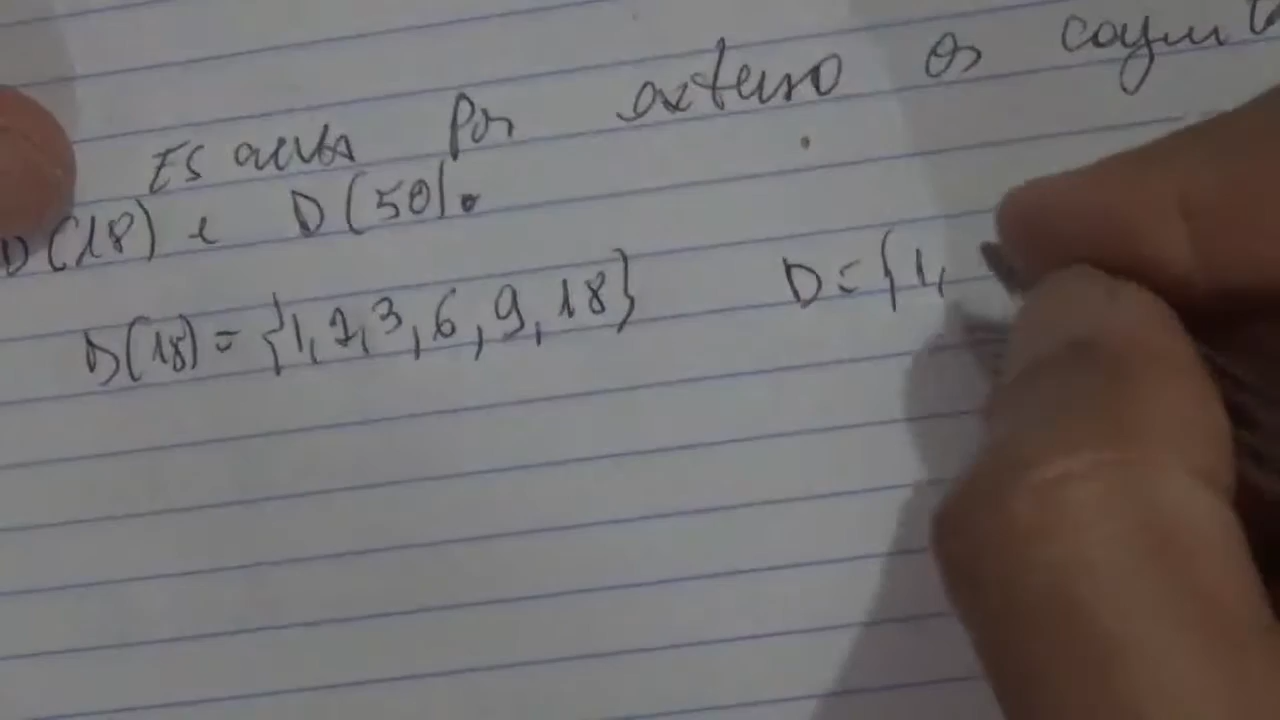 Escreva Por extenso os conjunt
D(18) e D(50).
D(18) = {1, 2, 3, 6, 9, 18} D = {1,